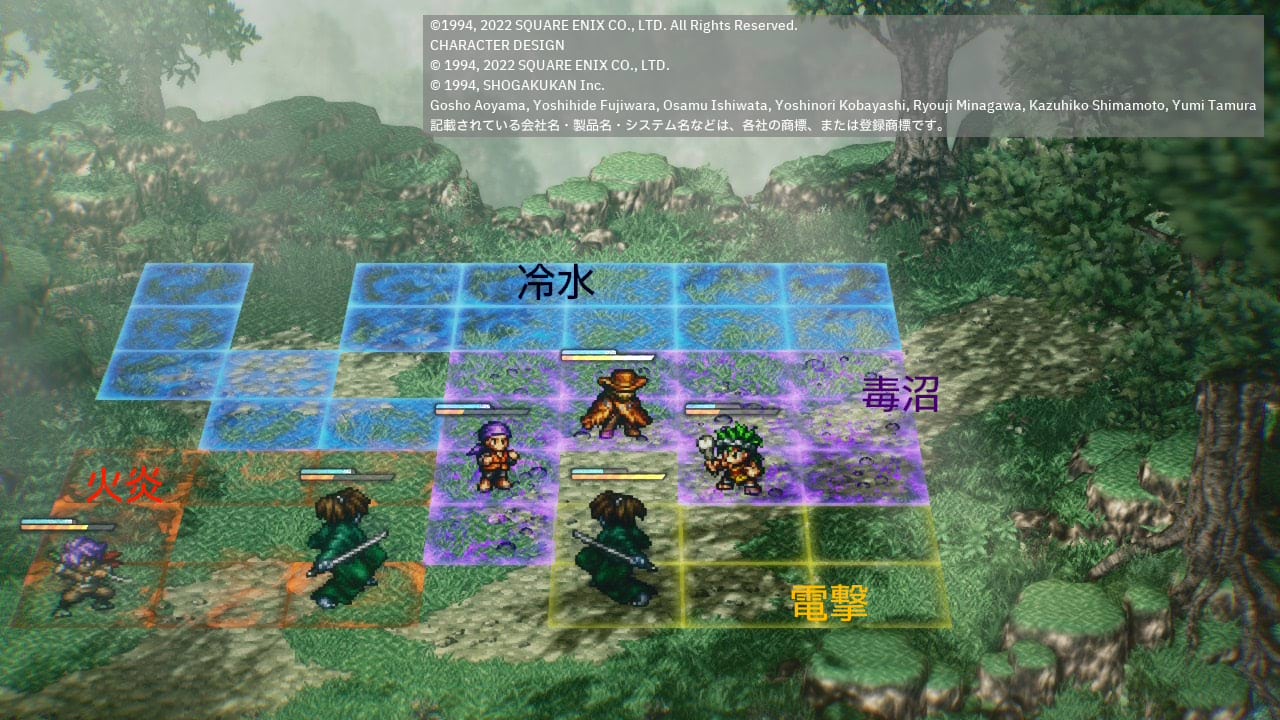 ©1994, 2022 SQUARE ENIX CO., LTD. All Rights Reserved.
CHARACTER DESIGN
© 1994, 2022 SQUARE ENIX CO., LTD.
© 1994, SHOGAKUKAN Inc.
Gosho Aoyama, Yoshihide Fujiwara, Osamu Ishiwata, Yoshinori Kobayashi, Ryouji Minagawa, Kazuhiko Shimamoto, Yumi Tamura
記載されている会社名・製品名・システム名などは、各社の商標、または登録商標です。
冷水
毒沼
火炎
電撃